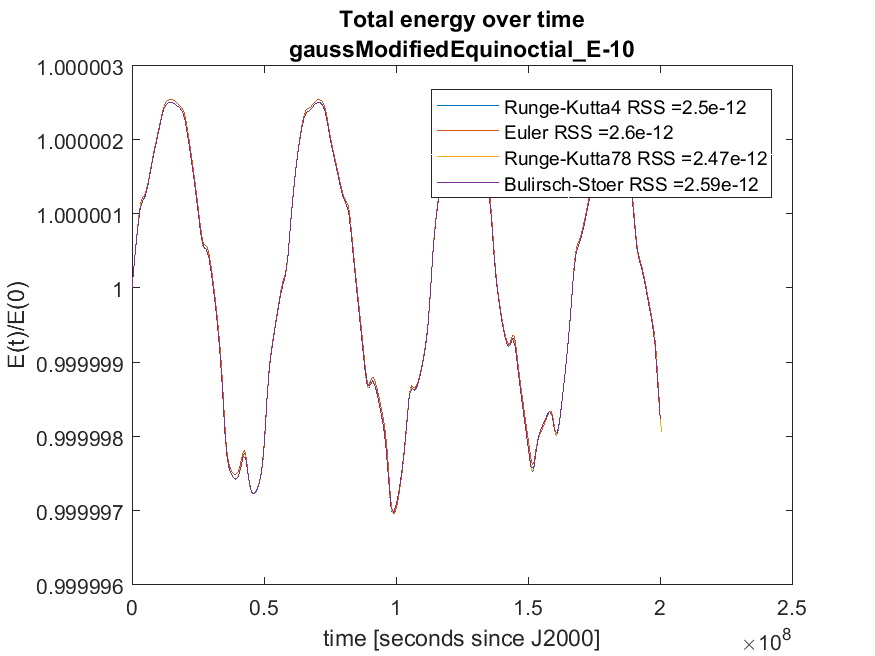 Total energy over time
gaussModifiedEquinoctial_E-10
1.000003
1.000002
1.000001
1
0.999999
0.999998
0.999997
0.999996
E(t)/E(0)
Runge-Kutta4 RSS =2.5e-12
Euler RSS =2.6e-12
Runge-Kutta78 RSS =2.47e-12
Bulirsch-Stoer RSS =2.59e-12
0 0.5 1 1.5 2 2.5
time [seconds since J2000]
×10^8